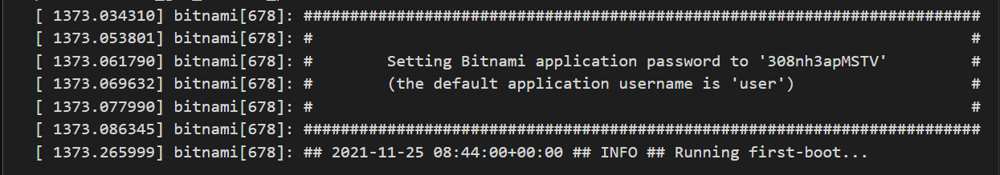 [ 1373.034310] bitnami[678]: #########################################################################
[ 1373.053801] bitnami[678]: #                                                                       #
[ 1373.061790] bitnami[678]: #        Setting Bitnami application password to '308nh3apMSTV'         #
[ 1373.069632] bitnami[678]: #        (the default application username is 'user')                   #
[ 1373.077990] bitnami[678]: #                                                                       #
[ 1373.086345] bitnami[678]: #########################################################################
[ 1373.265999] bitnami[678]: ## 2021-11-25 08:44:00+00:00 ## INFO ## Running first-boot...